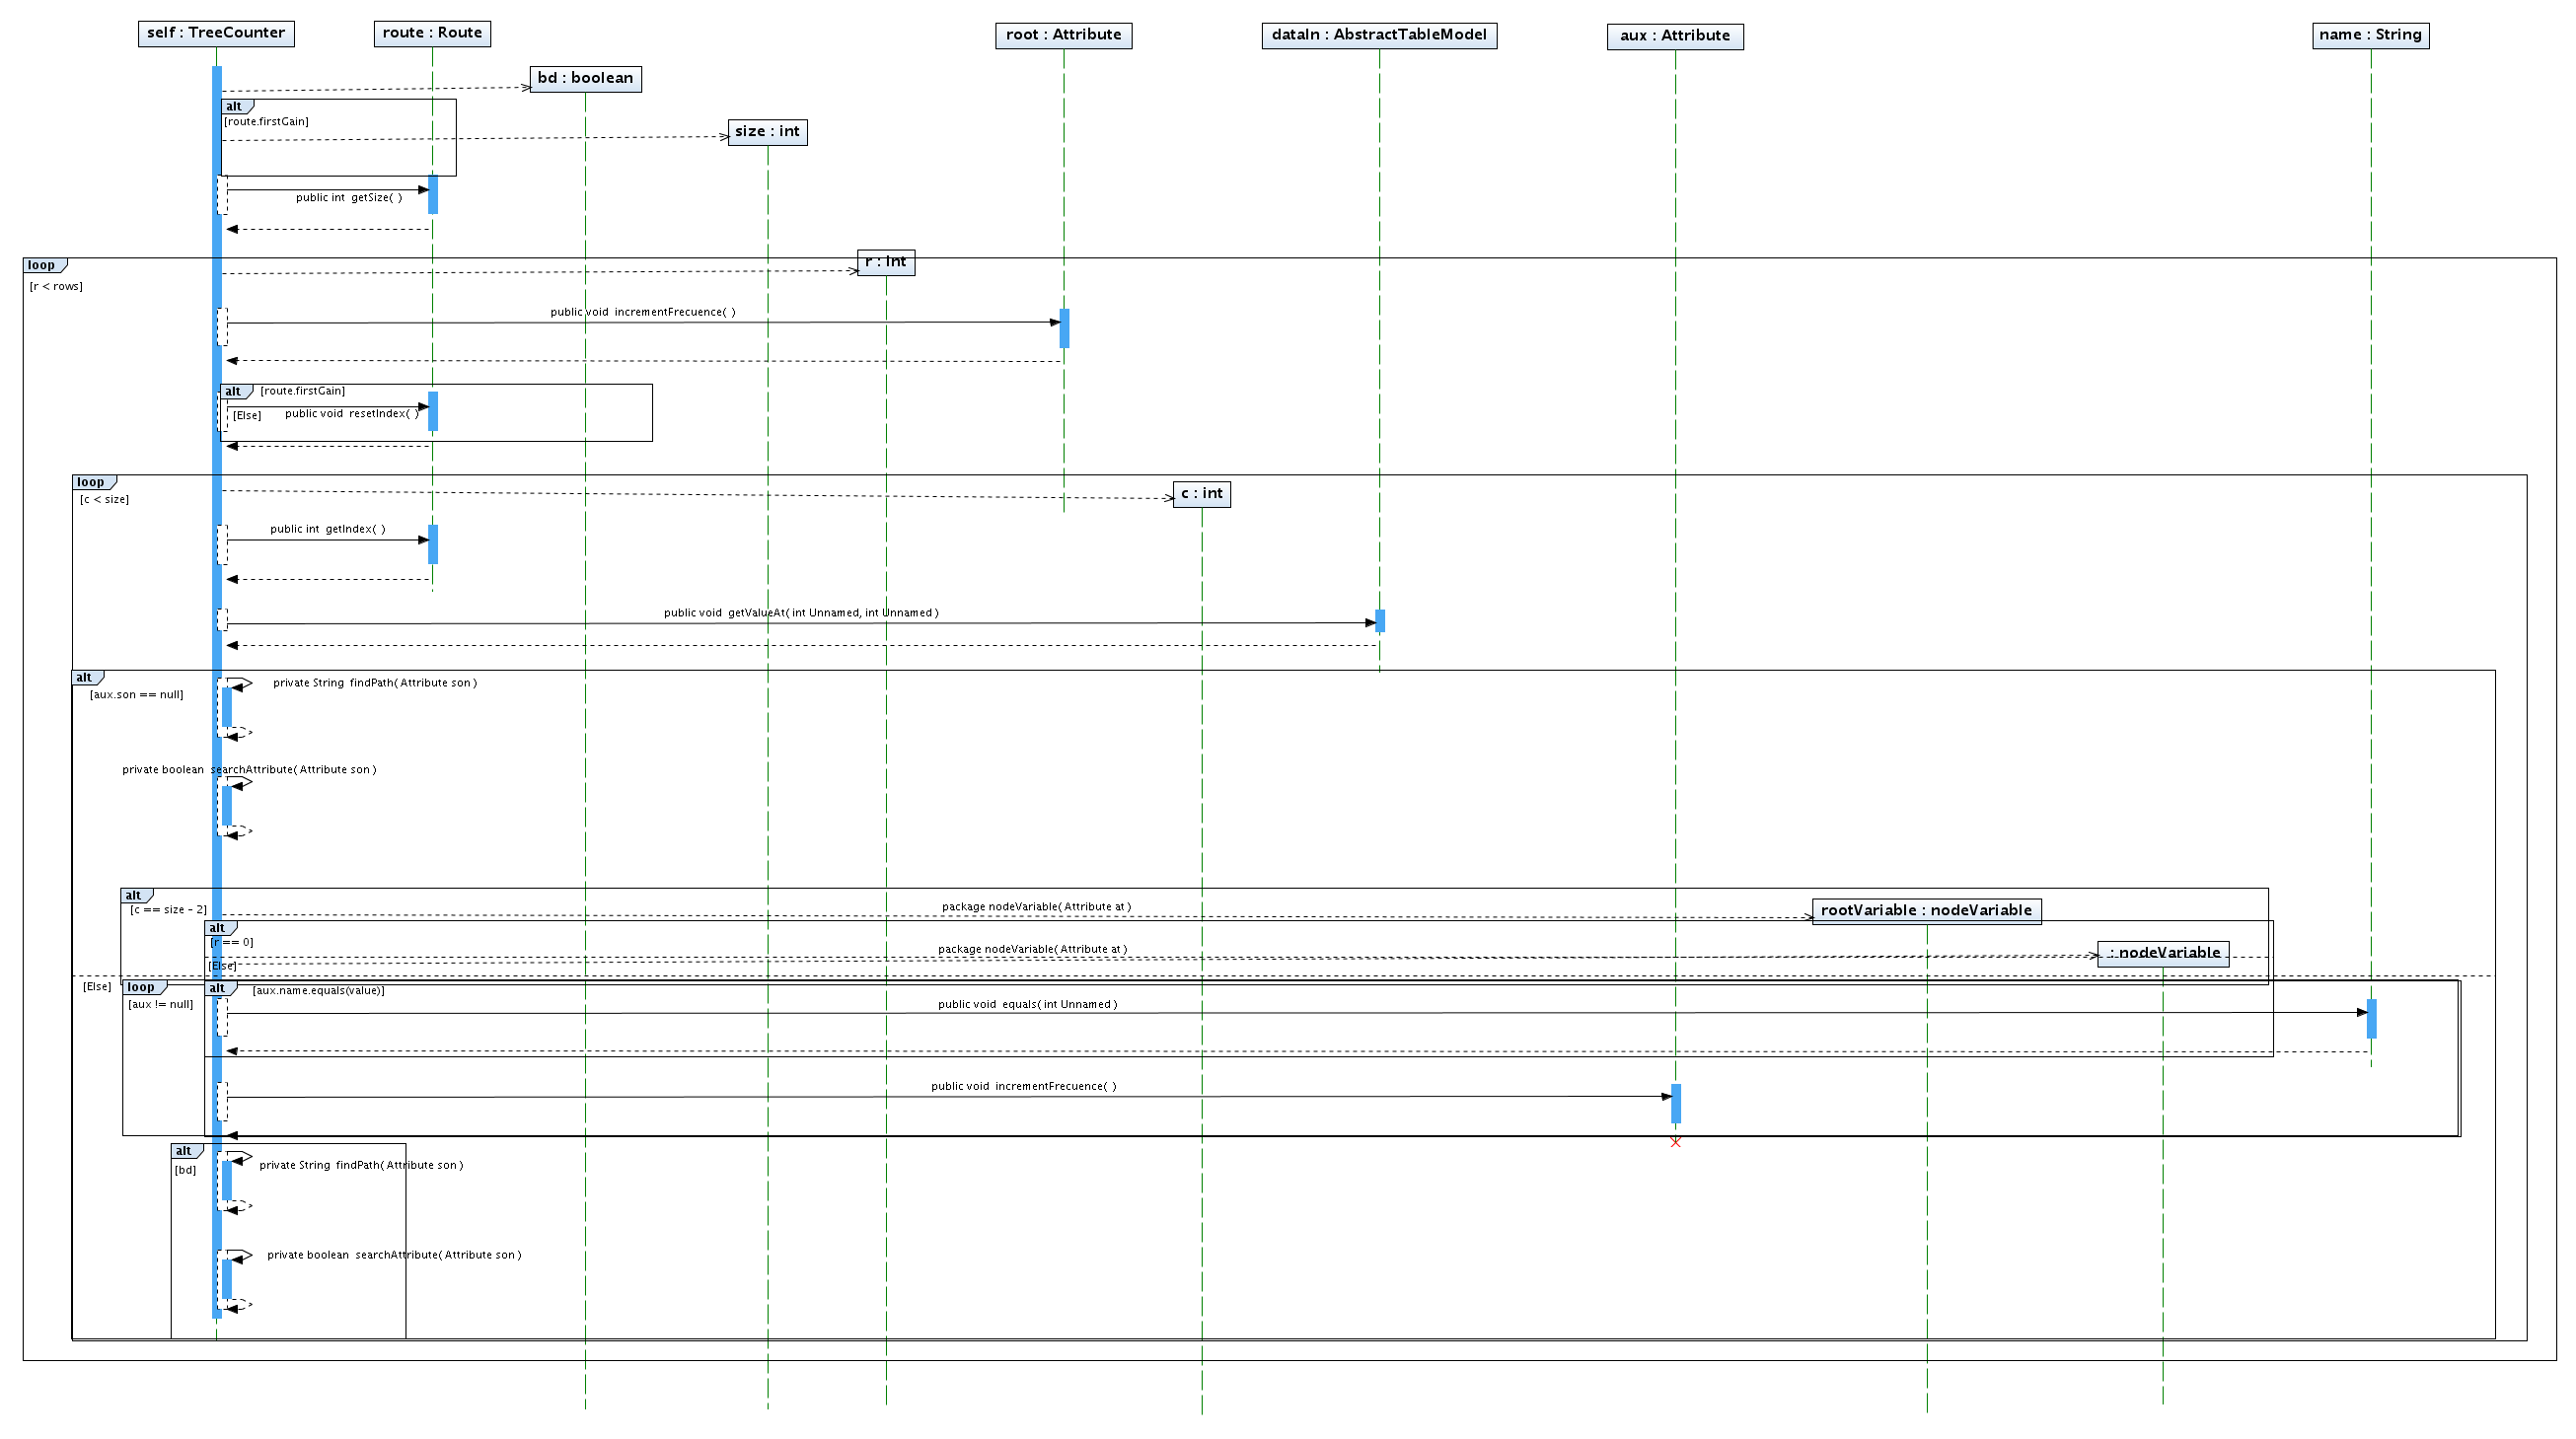 self : TreeCounter
route : Route
root : Attribute
dataIn : AbstractTableModel
aux : Attribute
name : String
bd : boolean
alt
[route.firstGain]
size : int
public int getSize( )
loop
r : int
[r < rows]
public void incrementFrecuence( )
alt
[route.firstGain]
[Else]
public void resetIndex( )
loop
c : int
[c < size]
public int getIndex( )
public void getValueAt( int Unnamed, int Unnamed )
alt
[aux.son == null]
private String findPath( Attribute son )
private boolean searchAttribute( Attribute son )
alt
[c == size - 2]
package nodeVariable( Attribute at )
rootVariable : nodeVariable
alt
[r == 0]
package nodeVariable( Attribute at )
: nodeVariable
[Else]
[Else]
loop
[aux != null]
alt
[aux.name.equals(value)]
public void equals( int Unnamed )
public void incrementFrecuence( )
alt
[bd]
private String findPath( Attribute son )
private boolean searchAttribute( Attribute son )